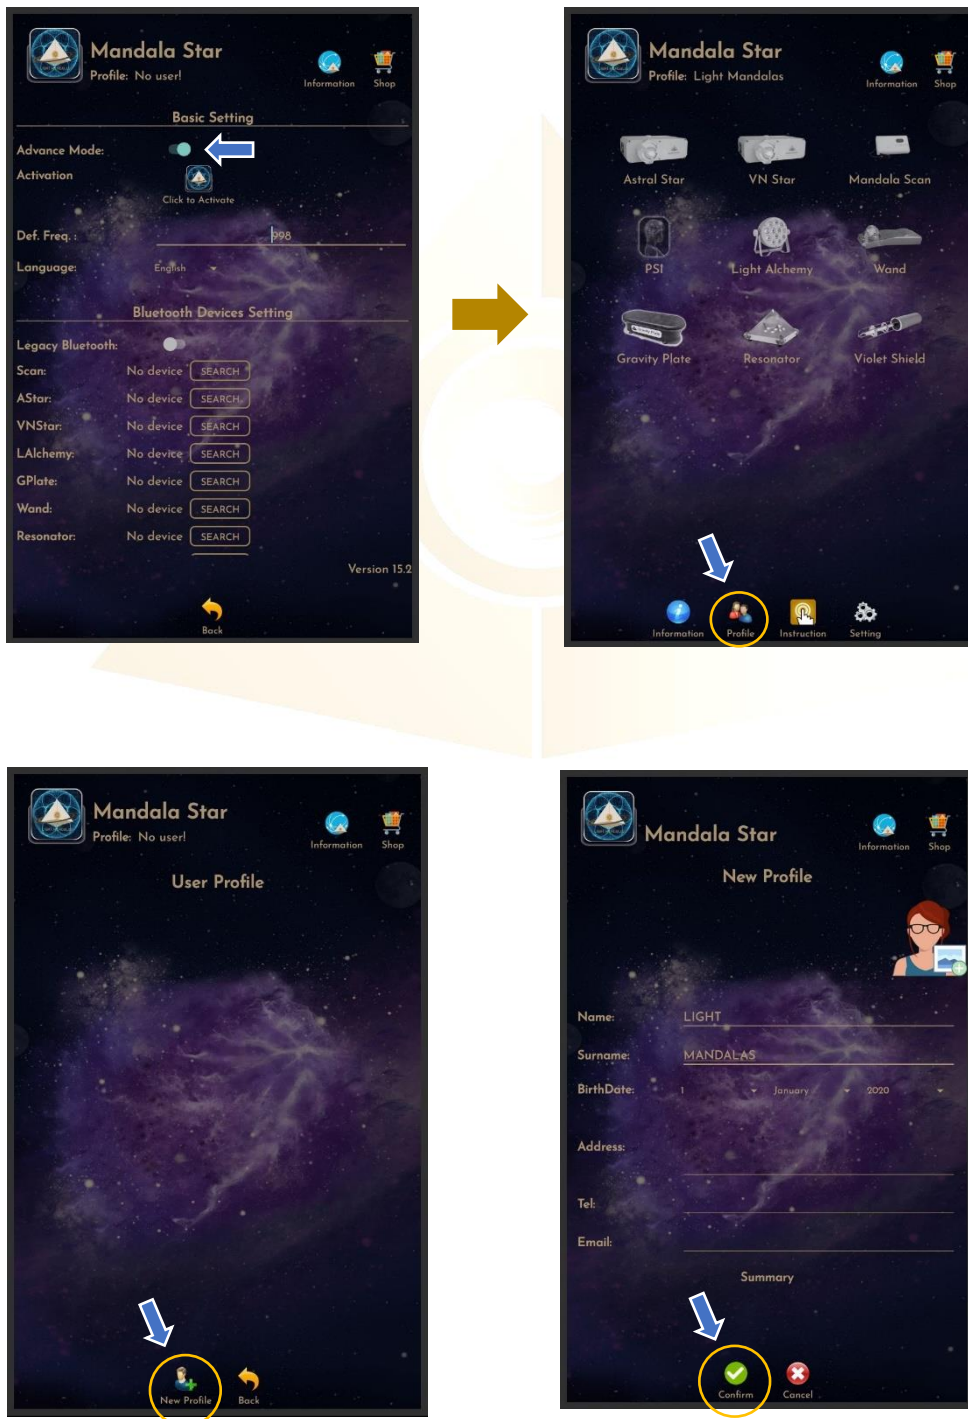 Mandala Star
Profile: No user!
Information
Shop
Basic Setting
Advance Mode:
Activation
Click to Activate
Def. Freq. :
998
Language:
English
Bluetooth Devices Setting
Legacy Bluetooth:
Scan: No device SEARCH
AStar: No device SEARCH
VNStar: No device SEARCH
LAlchemy: No device SEARCH
GPlate: No device SEARCH
Wand: No device SEARCH
Resonator: No device SEARCH
Version 15.2
Back
Mandala Star
Profile: Light Mandalas
Information
Shop
Astral Star
VN Star
Mandala Scan
PSI
Light Alchemy
Wand
Gravity Plate
Resonator
Violet Shield
Information
Profile
Instruction
Setting
Mandala Star
Profile: No user!
Information
Shop
User Profile
New Profile
Back
Mandala Star
Information
Shop
New Profile
Name: LIGHT
Surname: MANDALAS
BirthDate: 1 January 2020
Address:
Tel:
Email:
Summary
Confirm
Cancel